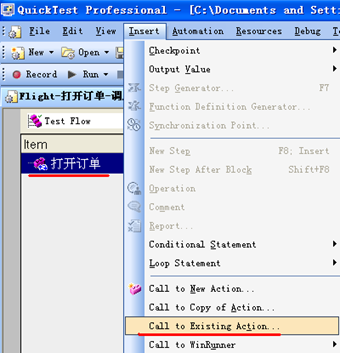 QuickTest Professional - [C:\Documents and Setti
File View Insert Automation Resources Debug T
New Open
Record Run
Flight-打开订单-调
Test Flow
Item
打开订单
Checkpoint
Output Value
Step Generator... F7
Function Definition Generator...
Synchronization Point...
New Step F8; Insert
New Step After Block Shift+F8
Operation
Comment
Report...
Conditional Statement
Loop Statement
Call to New Action...
Call to Copy of Action...
Call to Existing Action...
Call to WinRunner